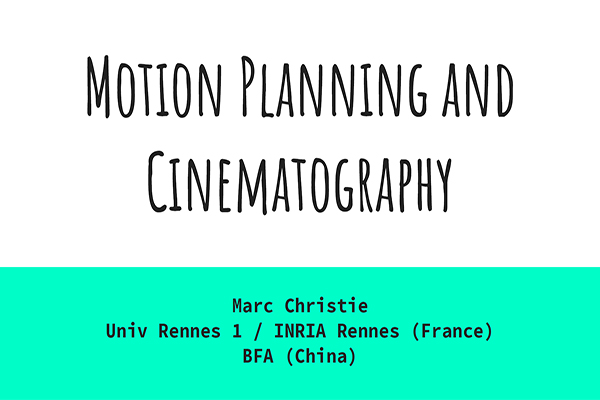 Motion Planning and
Cinematography
Marc Christie
Univ Rennes 1 / INRIA Rennes (France)
BFA (China)